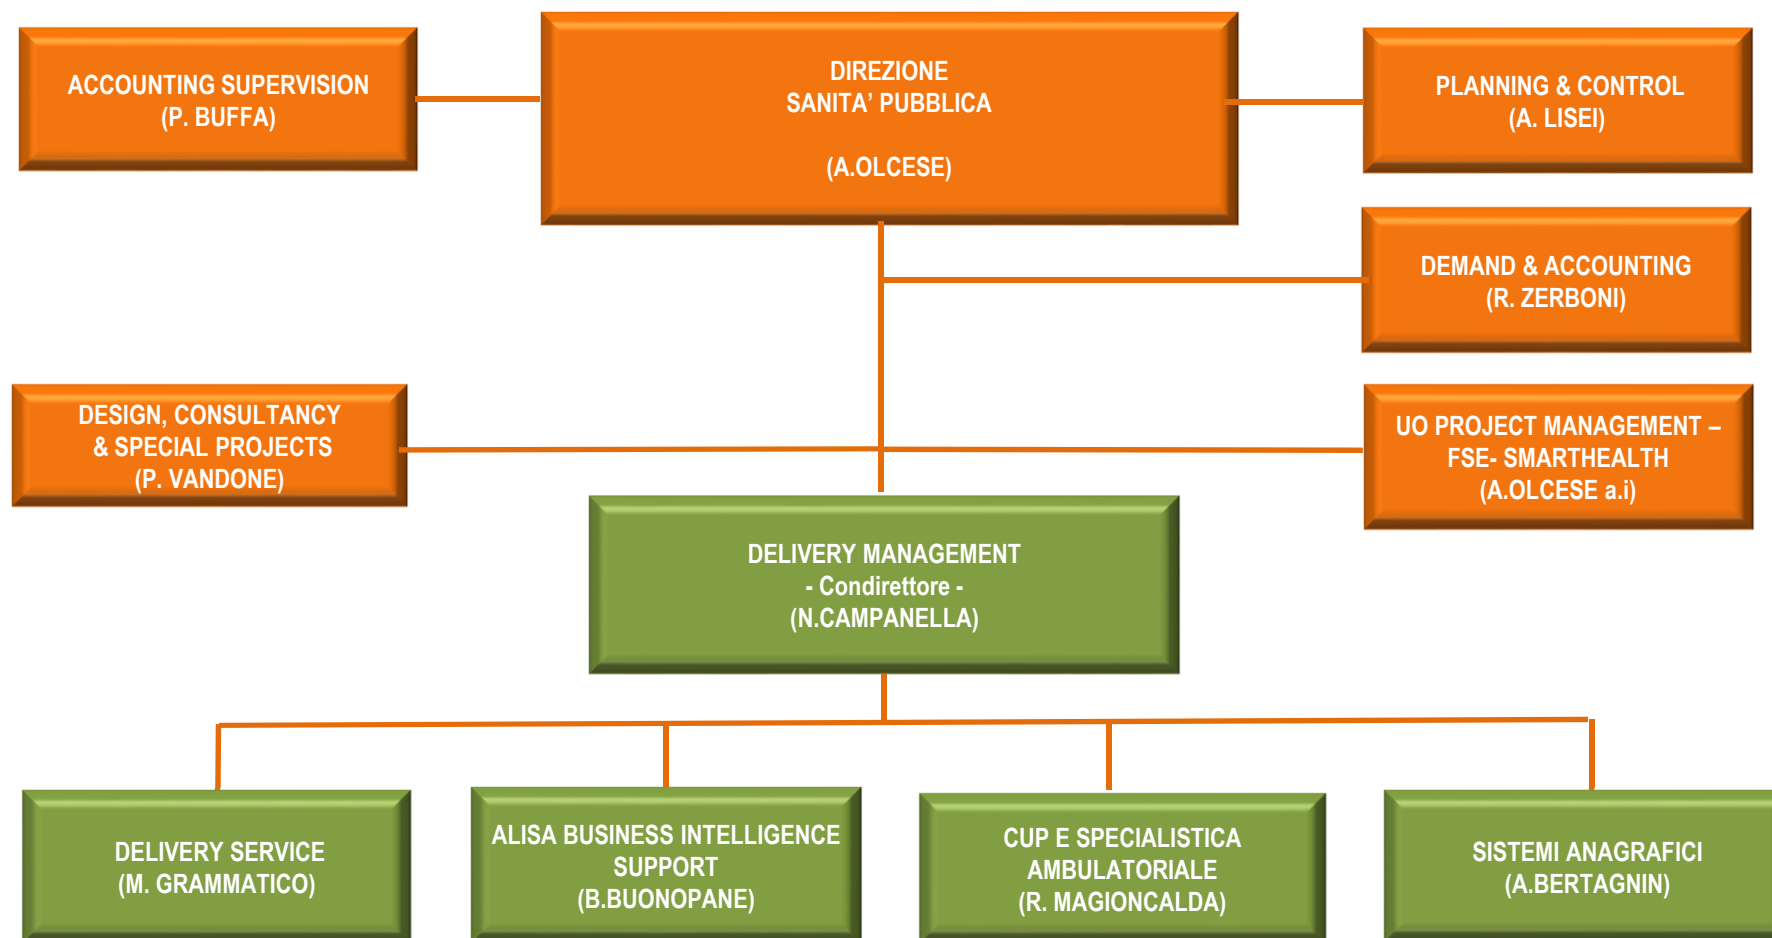 ACCOUNTING SUPERVISION
(P. BUFFA)
DIREZIONE
SANITA’ PUBBLICA
(A.OLCESE)
PLANNING & CONTROL
(A. LISEI)
DEMAND & ACCOUNTING
(R. ZERBONI)
DESIGN, CONSULTANCY
& SPECIAL PROJECTS
(P. VANDONE)
UO PROJECT MANAGEMENT –
FSE- SMARTHEALTH
(A.OLCESE a.i)
DELIVERY MANAGEMENT
- Condirettore -
(N.CAMPANELLA)
DELIVERY SERVICE
(M. GRAMMATICO)
ALISA BUSINESS INTELLIGENCE
SUPPORT
(B.BUONOPANE)
CUP E SPECIALISTICA
AMBULATORIALE
(R. MAGIONCALDA)
SISTEMI ANAGRAFICI
(A.BERTAGNIN)